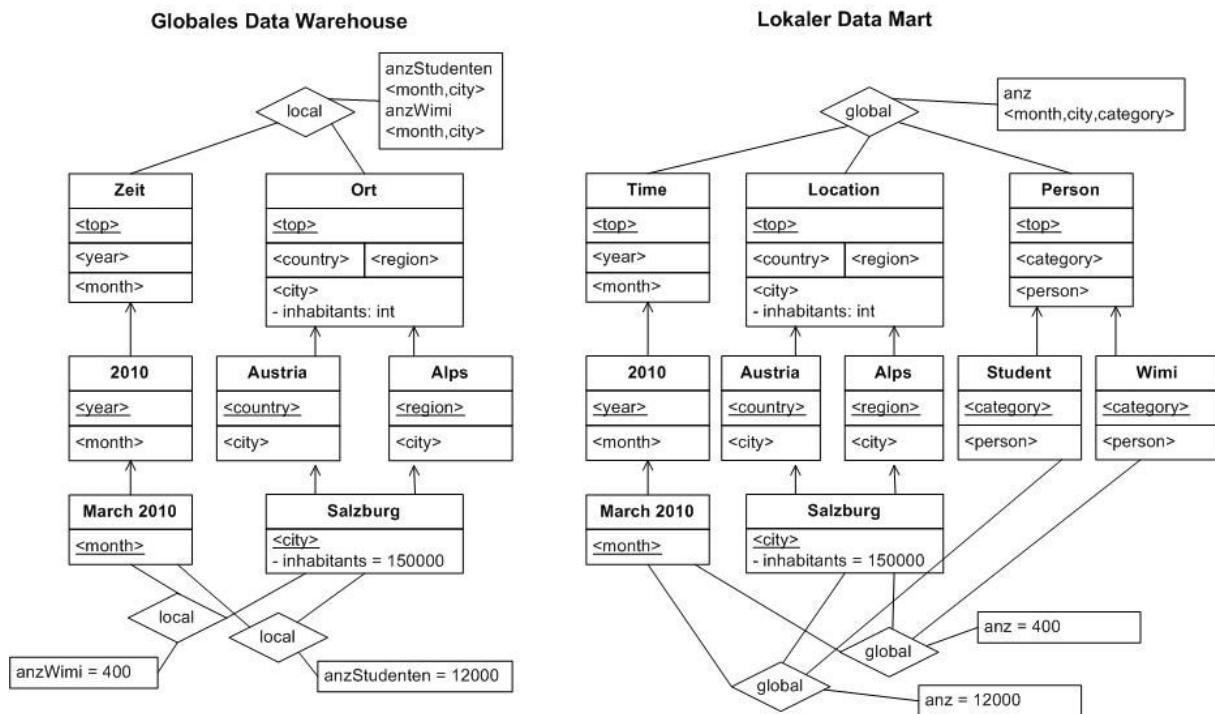 Globales Data Warehouse
anzStudenten
<month,city>
anzWimi
<month,city>
local
Zeit
<top>
<year>
<month>
Ort
<top>
<country> <region>
<city>
- inhabitants: int
2010
<year>
<month>
Austria
<country>
<city>
Alps
<region>
<city>
March 2010
<month>
Salzburg
<city>
- inhabitants = 150000
local
local
anzWimi = 400
anzStudenten = 12000
Lokaler Data Mart
anz
<month,city,category>
global
Time
<top>
<year>
<month>
Location
<top>
<country> <region>
<city>
- inhabitants: int
Person
<top>
<category>
<person>
2010
<year>
<month>
Austria
<country>
<city>
Alps
<region>
<city>
Student
<category>
<person>
Wimi
<category>
<person>
March 2010
<month>
Salzburg
<city>
- inhabitants = 150000
anz = 400
global
global
anz = 12000